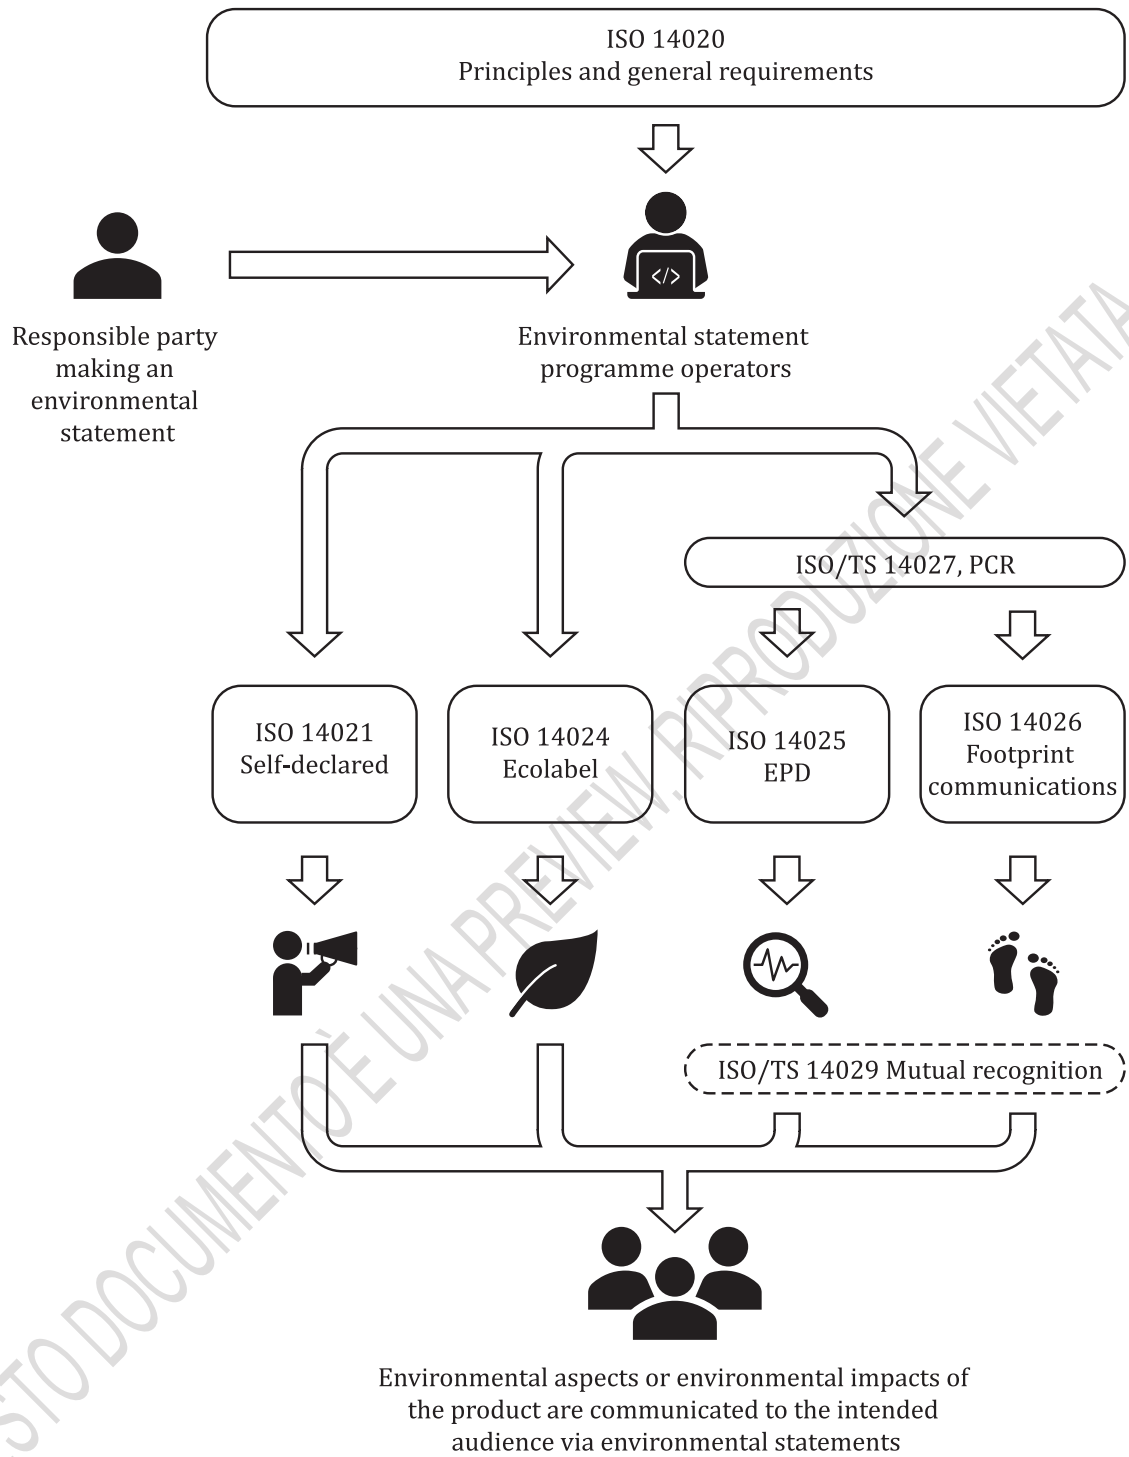 ISO 14020
Principles and general requirements
</>
Responsible party
making an
environmental
statement
Environmental statement
programme operators
ISO/TS 14027, PCR
ISO 14021
Self-declared
ISO 14024
Ecolabel
ISO 14025
EPD
ISO 14026
Footprint
communications
ISO/TS 14029 Mutual recognition
Environmental aspects or environmental impacts of
the product are communicated to the intended
audience via environmental statements
STO DOCUMENTO È UNA PREVIEW. RIPRODUZIONE VIETATA